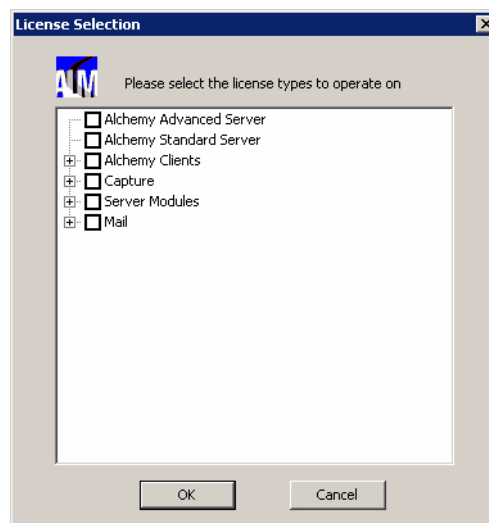 License Selection
ALM
Please select the license types to operate on
Alchemy Advanced Server
Alchemy Standard Server
Alchemy Clients
Capture
Server Modules
Mail
OK
Cancel